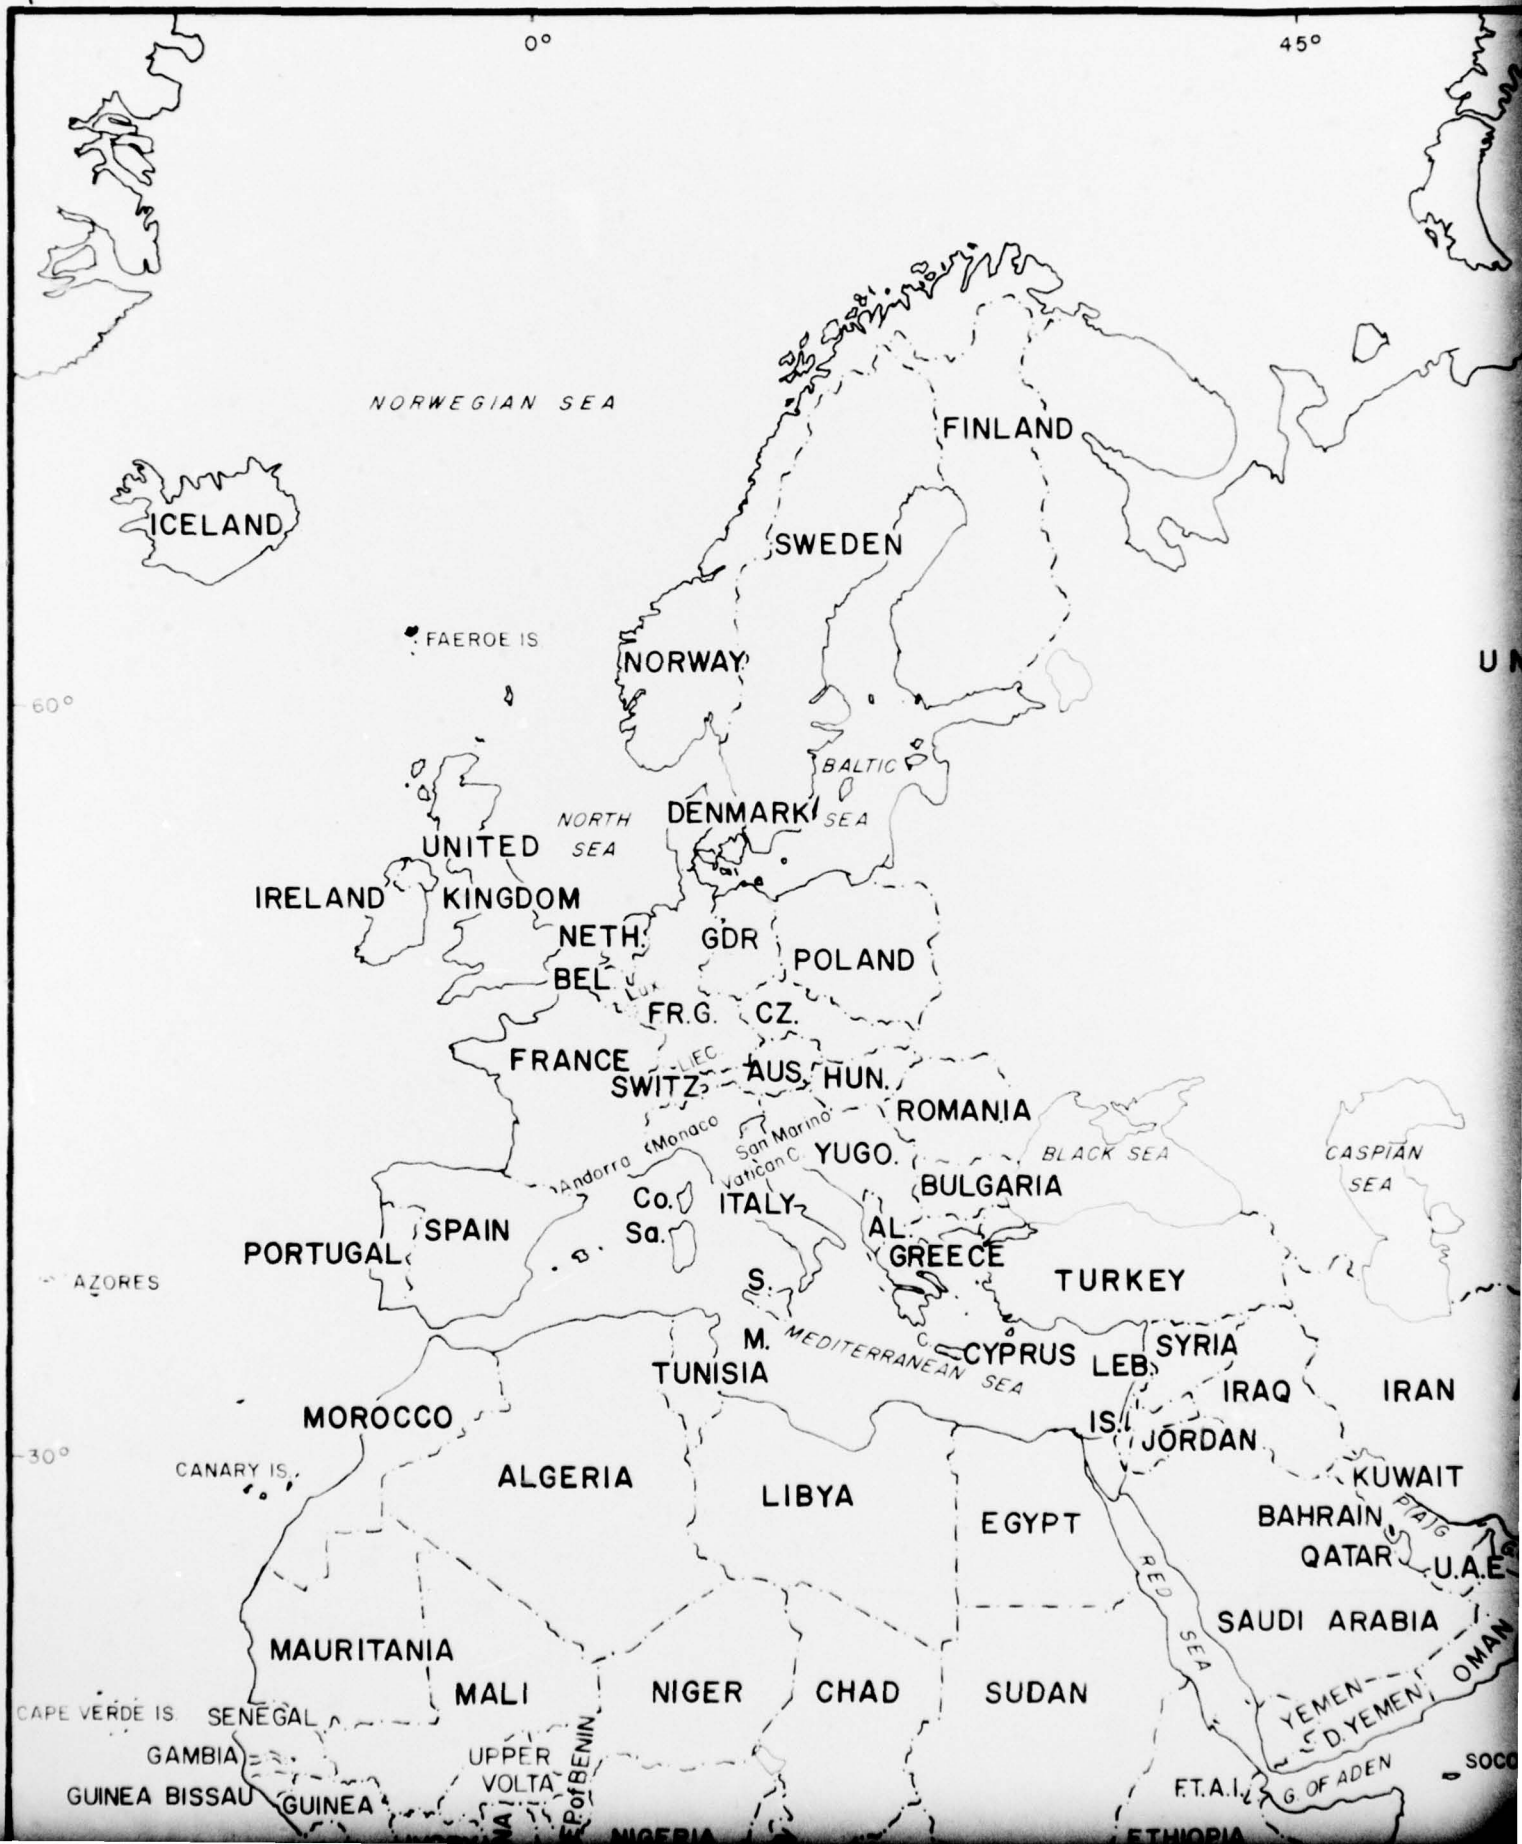 0°
45°
NORWEGIAN SEA
FINLAND
ICELAND
SWEDEN
FAEROE IS
NORWAY
UN
60°
BALTIC
SEA
DENMARK
NORTH
SEA
UNITED
KINGDOM
IRELAND
NETH.
GDR
POLAND
BEL
Lux
FR.G.
CZ.
FRANCE
LIEC.
SWITZ.
AUS.
HUN.
ROMANIA
Monaco
San Marino
Andorra
Vatican C.
YUGO.
BLACK SEA
CASPIAN
SEA
BULGARIA
Co.
ITALY
SPAIN
Sa.
AL.
PORTUGAL
GREECE
AZORES
S.
TURKEY
M.
MEDITERRANEAN SEA
C.
CYPRUS
SYRIA
LEB.
TUNISIA
IRAQ
IRAN
MOROCCO
IS.
JORDAN
30°
CANARY IS.
ALGERIA
LIBYA
KUWAIT
EGYPT
BAHRAIN
P(A)G
QATAR
U.A.E
RED SEA
SAUDI ARABIA
MAURITANIA
OMAN
MALI
NIGER
CHAD
SUDAN
YEMEN
D. YEMEN
CAPE VERDE IS.
SENEGAL
GAMBIA
UPPER
VOLTA
P. of BENIN
GUINEA BISSAU
GUINEA
F.T.A.I.
G. OF ADEN
SOCO
NA
NIGERIA
ETHIOPIA